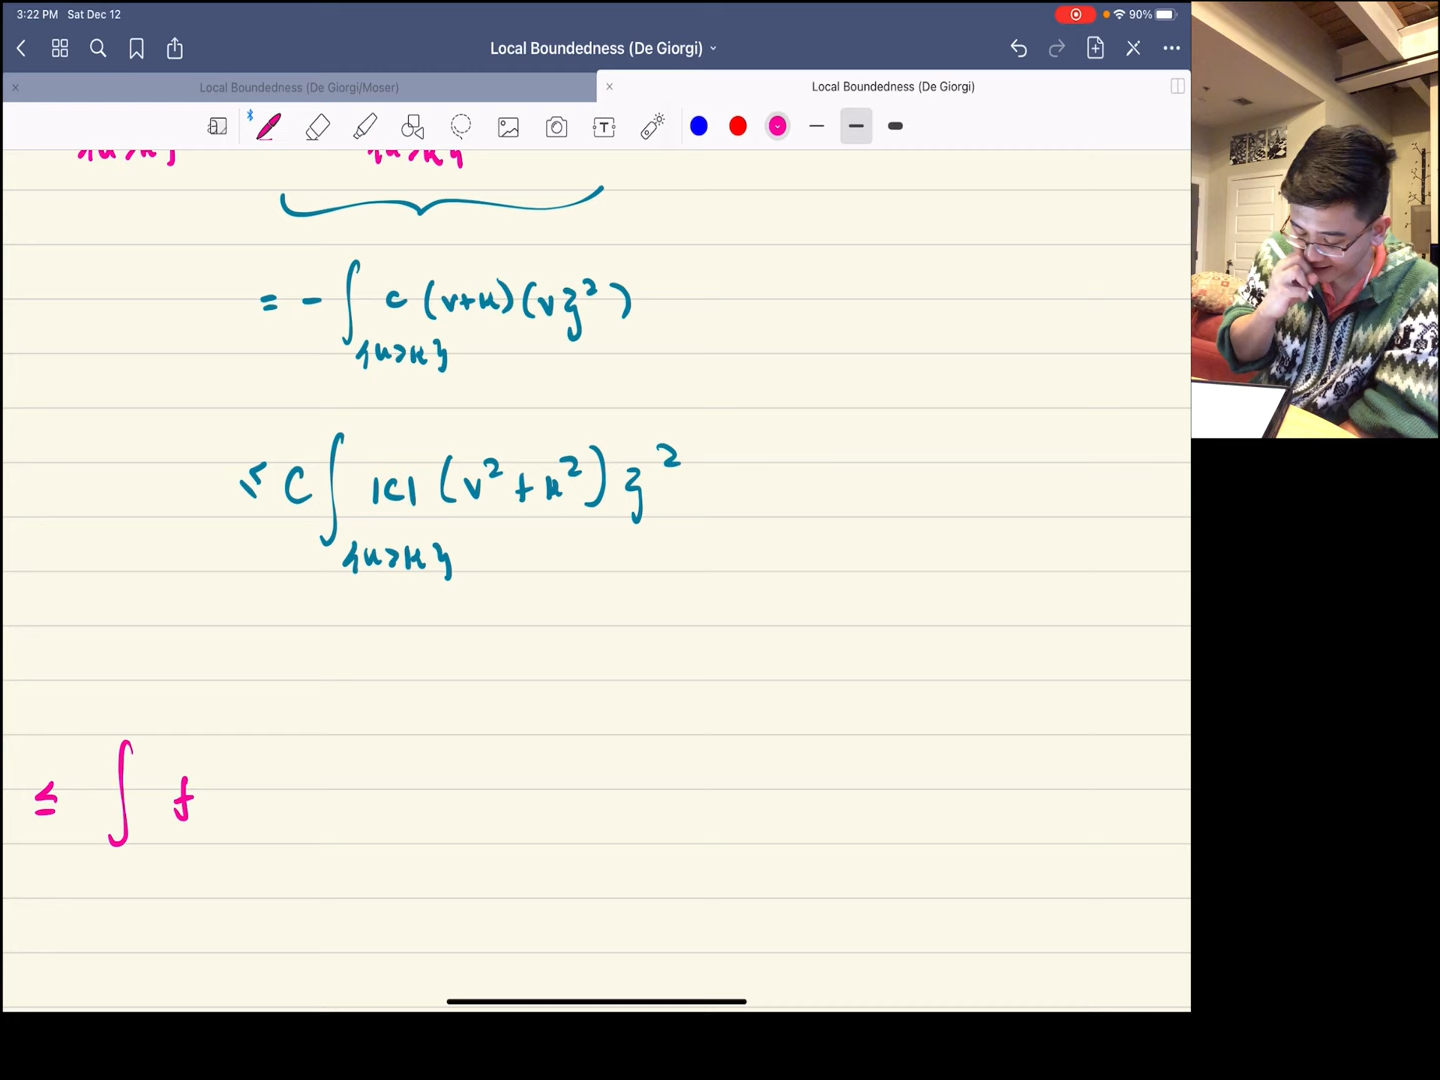 3:22 PM Sat Dec 12
90%
Local Boundedness (De Giorgi)
Local Boundedness (De Giorgi/Moser)
Local Boundedness (De Giorgi)
T
{u>k} {u>k}
= - ∫ c (v+k)(vζ²)
{u>k}
≤ C ∫ |c| (v² + k²) ζ²
{u>k}
≤ ∫ f